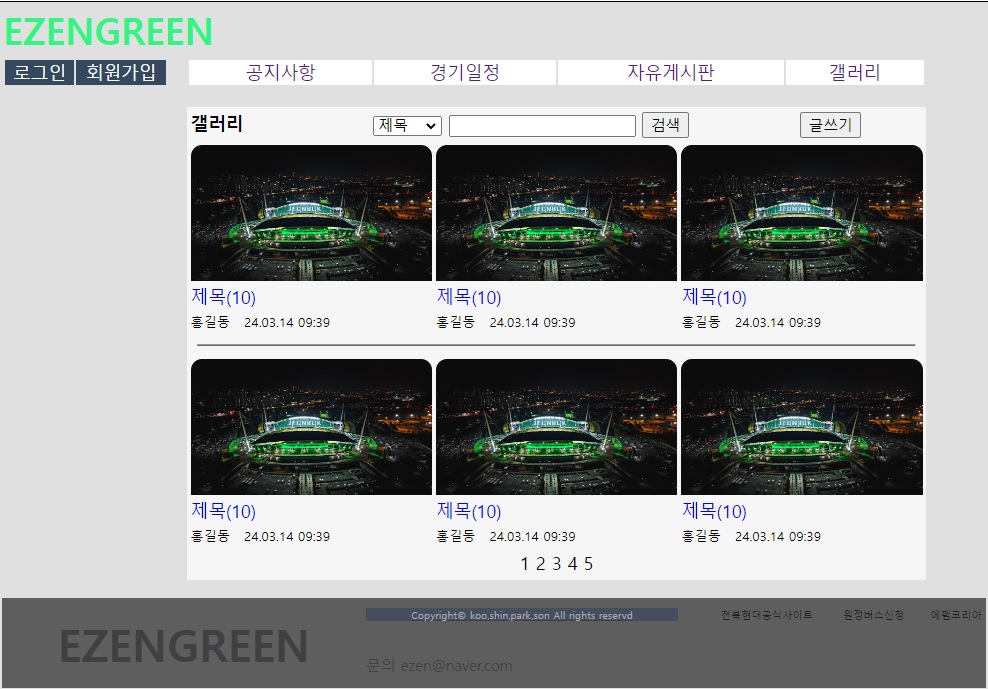 EZENGREEN
로그인 회원가입 공지사항 경기일정 자유게시판 갤러리
갤러리 제목 검색 글쓰기
JEONBUK JEONBUK JEONBUK
제목(10) 제목(10) 제목(10)
홍길동 24.03.14 09:39 홍길동 24.03.14 09:39 홍길동 24.03.14 09:39
JEONBUK JEONBUK JEONBUK
제목(10) 제목(10) 제목(10)
홍길동 24.03.14 09:39 홍길동 24.03.14 09:39 홍길동 24.03.14 09:39
1 2 3 4 5
Copyright© koo,shin,park,son All rights reservd 전북현대공식사이트 원정버스신청 에펨코리아
EZENGREEN
문의 ezen@naver.com